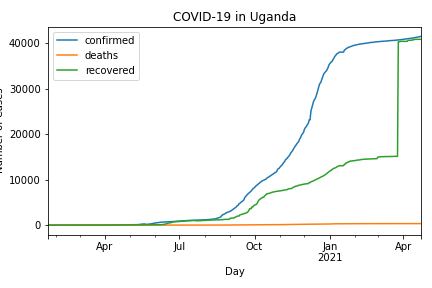 COVID-19 in Uganda
confirmed
deaths
recovered
40000
30000
20000
10000
0
Apr
Jul
Oct
Jan
2021
Apr
Day